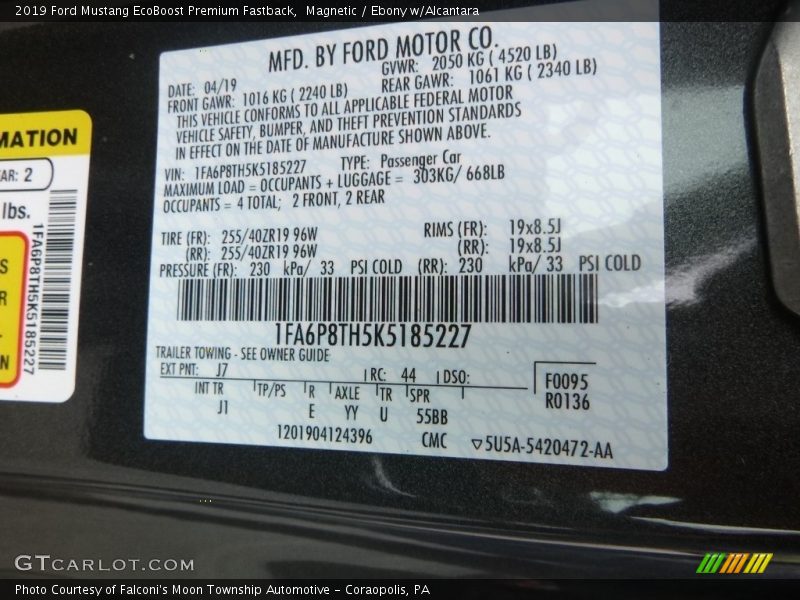 2019 Ford Mustang EcoBoost Premium Fastback,  Magnetic / Ebony w/Alcantara
MFD. BY FORD MOTOR CO.
DATE: 04/19
GVWR: 2050 KG ( 4520 LB)
FRONT GAWR: 1016 KG ( 2240 LB)
REAR GAWR: 1061 KG ( 2340 LB)
THIS VEHICLE CONFORMS TO ALL APPLICABLE FEDERAL MOTOR
VEHICLE SAFETY, BUMPER, AND THEFT PREVENTION STANDARDS
IN EFFECT ON THE DATE OF MANUFACTURE SHOWN ABOVE.
VIN: 1FA6P8TH5K5185227 TYPE: Passenger Car
MAXIMUM LOAD = OCCUPANTS + LUGGAGE = 303KG/ 668LB
OCCUPANTS = 4 TOTAL; 2 FRONT, 2 REAR
TIRE (FR): 255/40ZR19 96W RIMS (FR): 19x8.5J
(RR): 255/40ZR19 96W (RR): 19x8.5J
PRESSURE (FR): 230 kPa/ 33 PSI COLD (RR): 230 kPa/ 33 PSI COLD
1FA6P8TH5K5185227
TRAILER TOWING - SEE OWNER GUIDE
EXT PNT: J7 RC: 44 DSO:
INT TR TP/PS R AXLE TR SPR
J1 E YY U 55BB
F0095
R0136
1201904124396 CMC ▽5U5A-5420472-AA
MATION
AR: 2
lbs.
S
R
N
1FA6P8TH5K5185227
GTCARLOT.COM
Photo Courtesy of Falconi's Moon Township Automotive - Coraopolis, PA